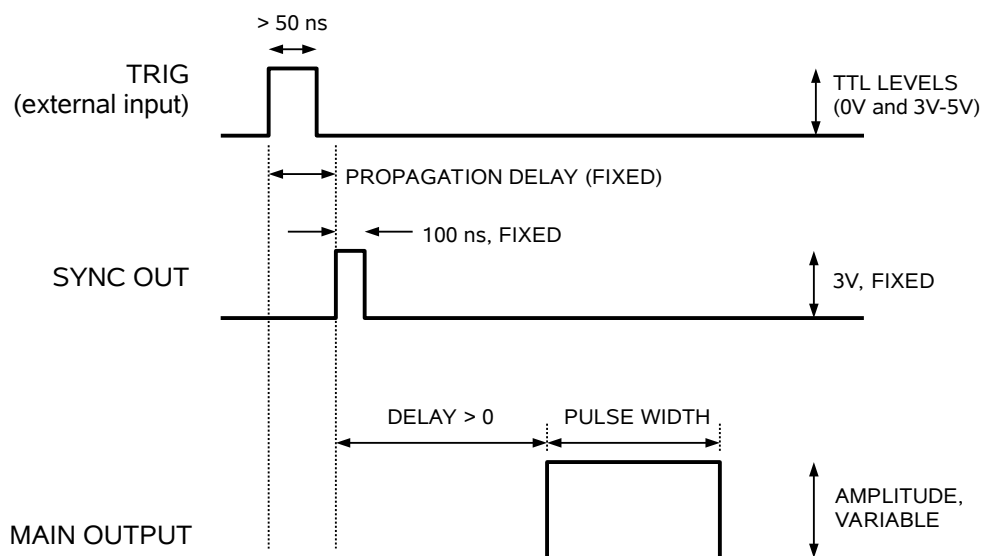 > 50 ns
TRIG
(external input)
TTL LEVELS
(0V and 3V-5V)
PROPAGATION DELAY (FIXED)
100 ns, FIXED
SYNC OUT
3V, FIXED
DELAY > 0
PULSE WIDTH
AMPLITUDE,
VARIABLE
MAIN OUTPUT